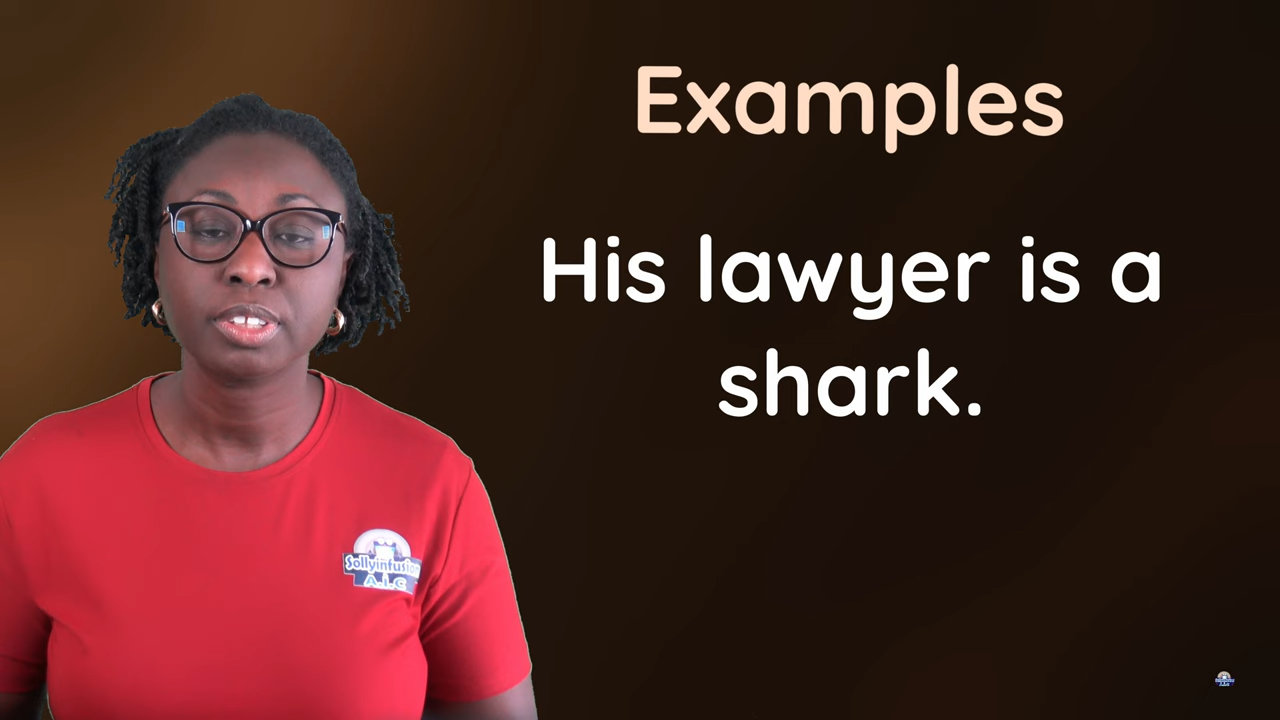 Examples
His lawyer is a
shark.
Sollyinfusion
A.I.C